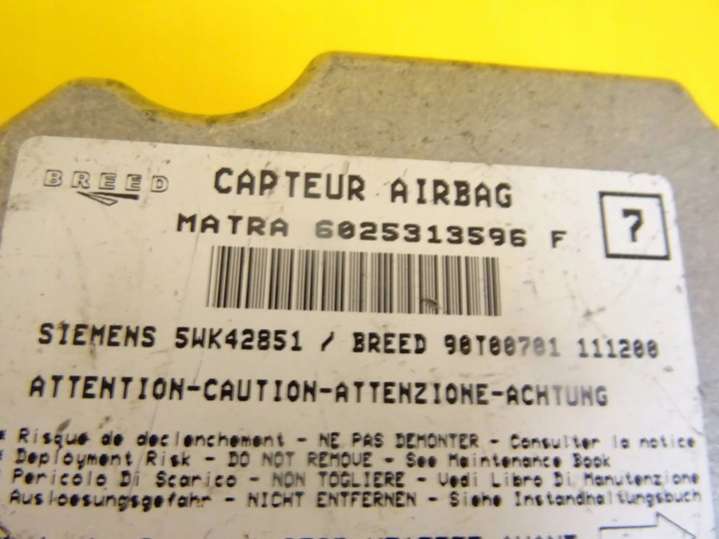 BREED
CAPTEUR AIRBAG
7
MATRA 6025313596 F
SIEMENS 5WK42851 / BREED 90T00701 111200
ATTENTION-CAUTION-ATTENZIONE-ACHTUNG
* Risque de declenchement - NE PAS DEMONTER - Consulter la notice
* Deployment Risk - DO NOT REMOVE - See Maintenance Book
Pericolo Di Scarico - NON TOGLIERE - Vedi Libro Di Manutenzione
Ausloesungsgefahr - NICHT ENTFERNEN - Siehe Instandhaltungsbuch